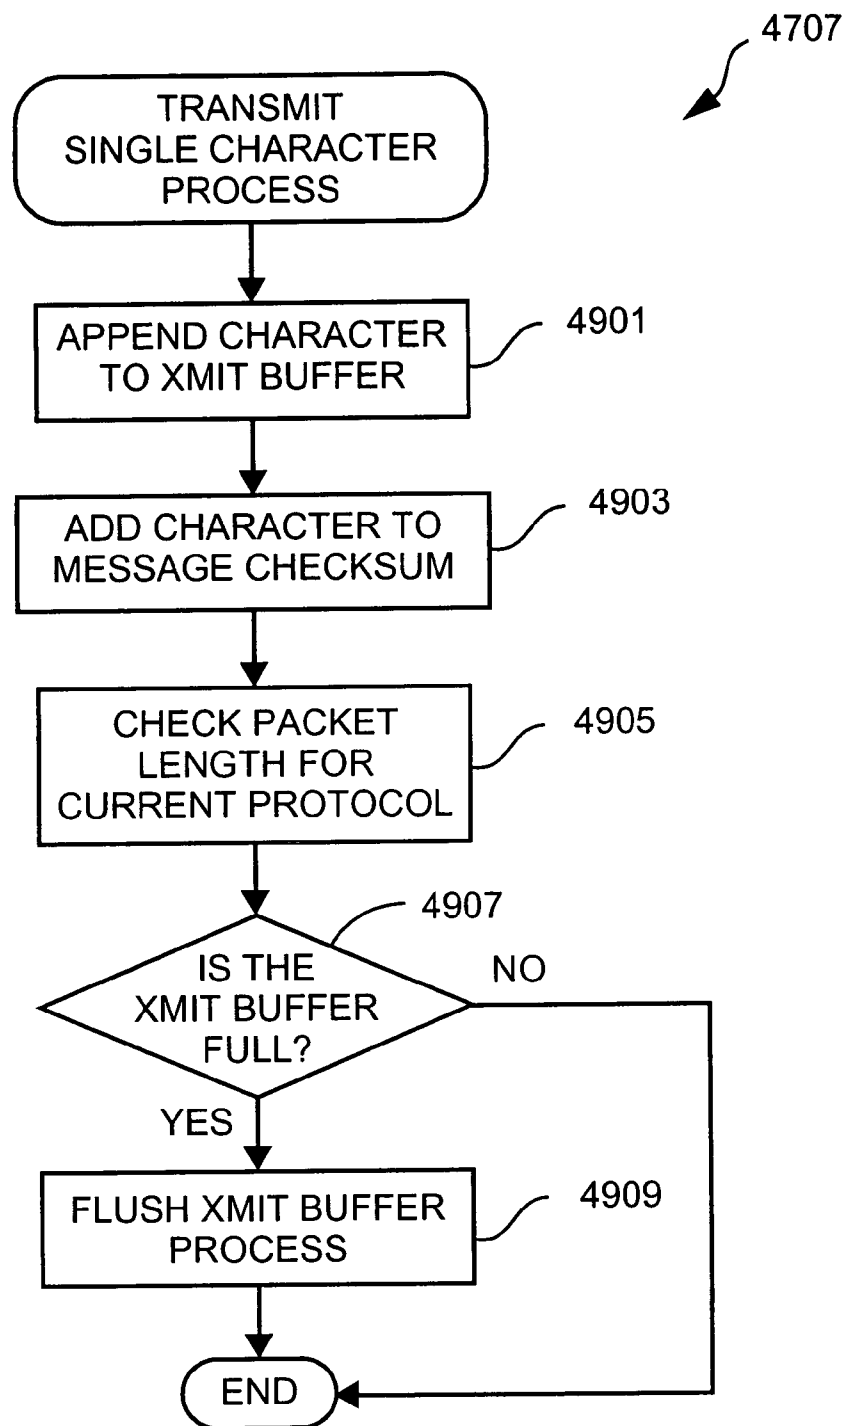 4707
TRANSMIT
SINGLE CHARACTER
PROCESS
APPEND CHARACTER
TO XMIT BUFFER
4901
ADD CHARACTER TO
MESSAGE CHECKSUM
4903
CHECK PACKET
LENGTH FOR
CURRENT PROTOCOL
4905
4907
IS THE
XMIT BUFFER
FULL?
NO
YES
FLUSH XMIT BUFFER
PROCESS
4909
END